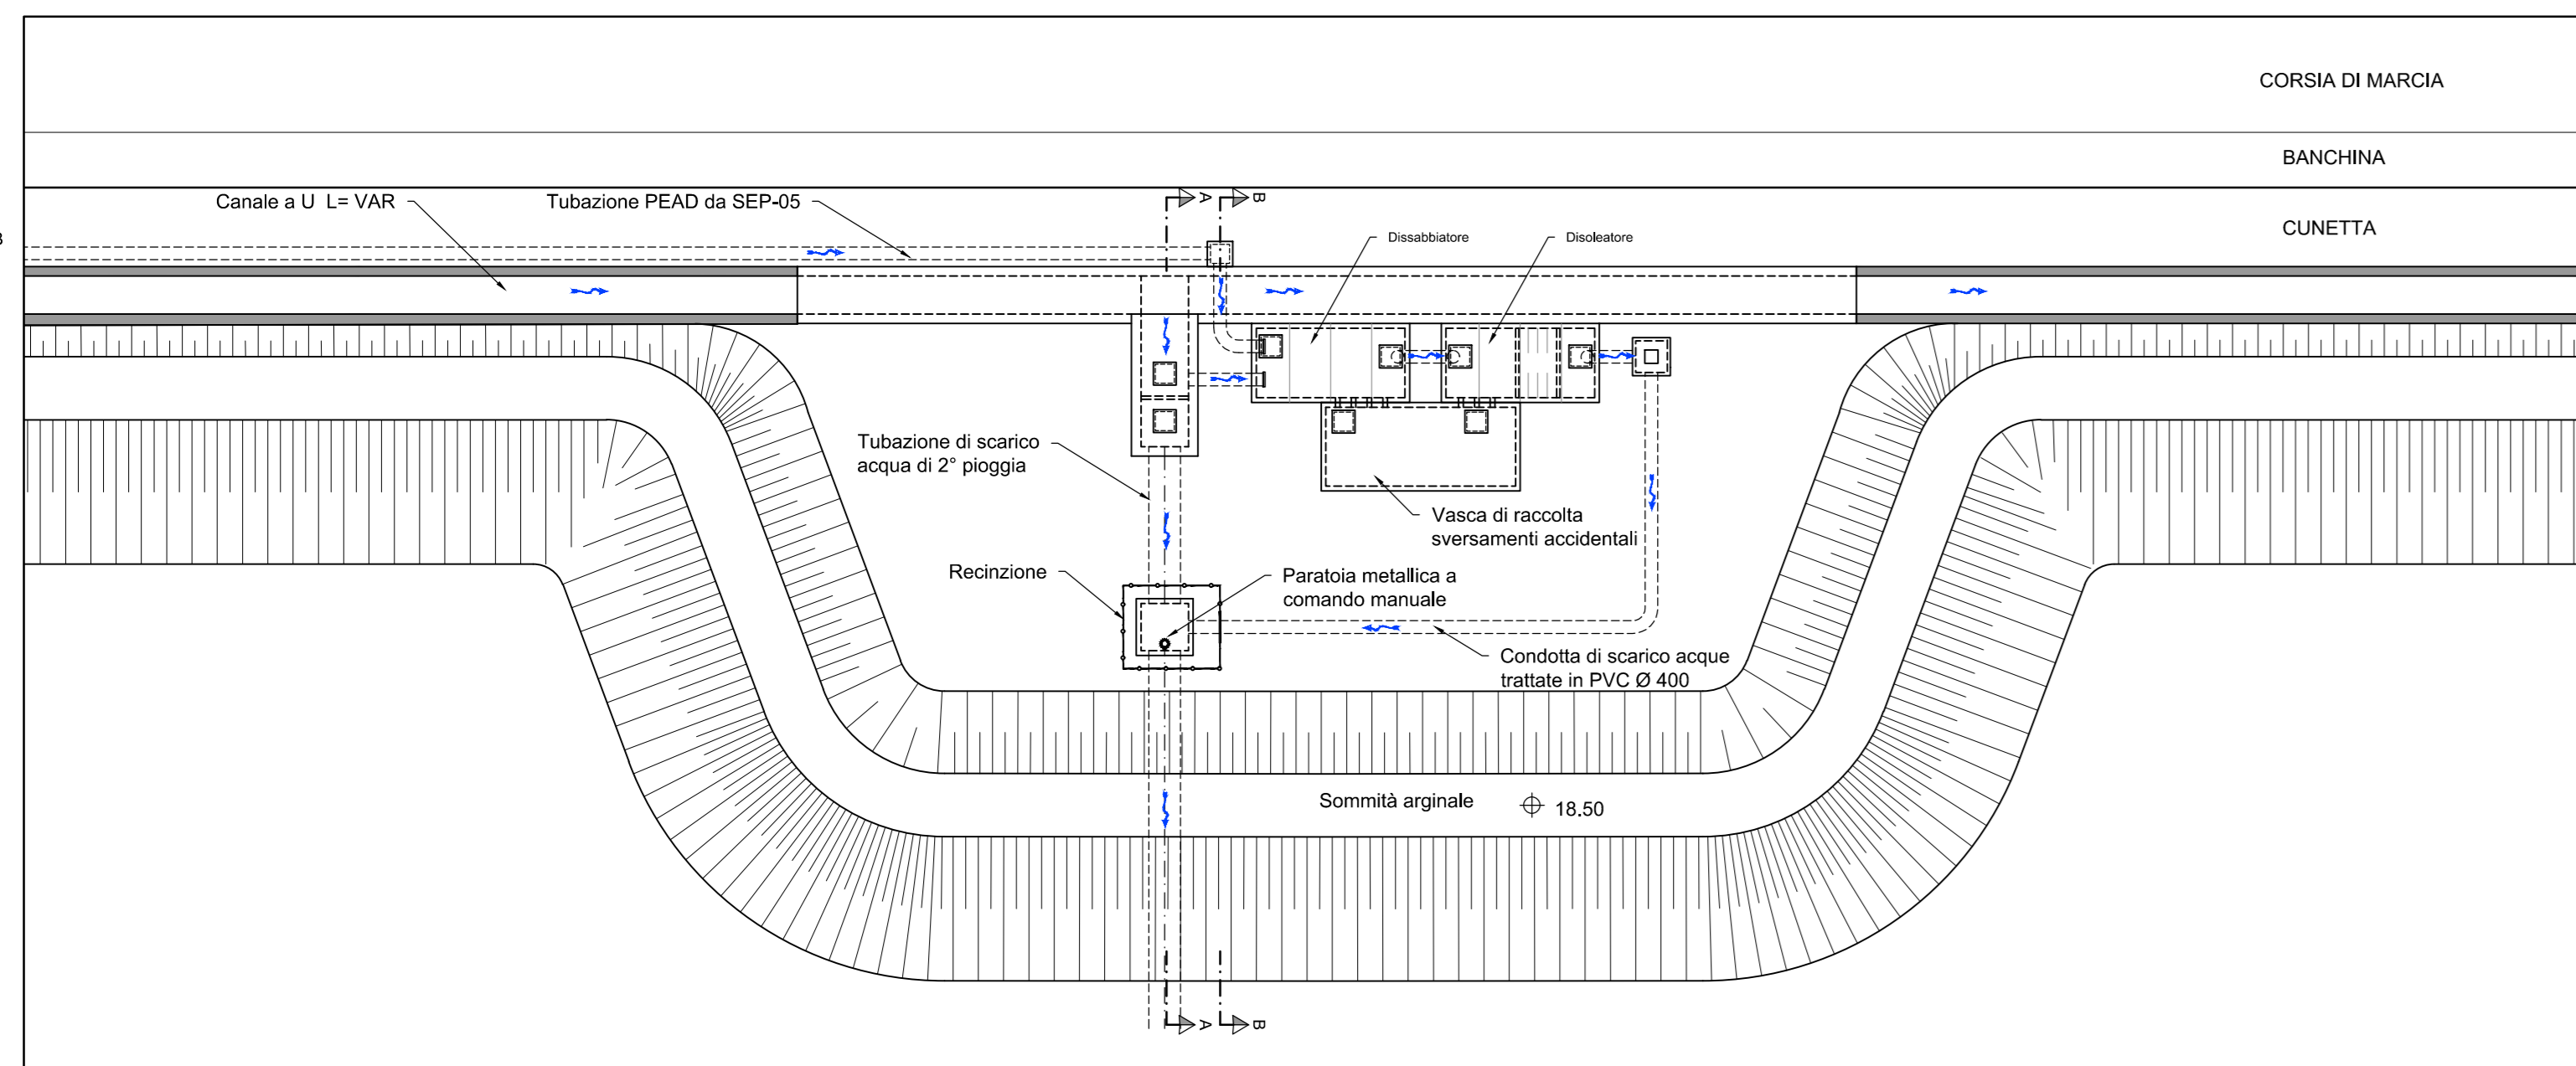 CORSIA DI MARCIA
BANCHINA
Canale a U L= VAR
Tubazione PEAD da SEP-05
A
B
CUNETTA
Dissabbiatore
Disoleatore
Tubazione di scarico
acqua di 2° pioggia
Vasca di raccolta
sversamenti accidentali
Recinzione
Paratoia metallica a
comando manuale
Condotta di scarico acque
trattate in PVC Ø 400
Sommità arginale
18.50
A
B